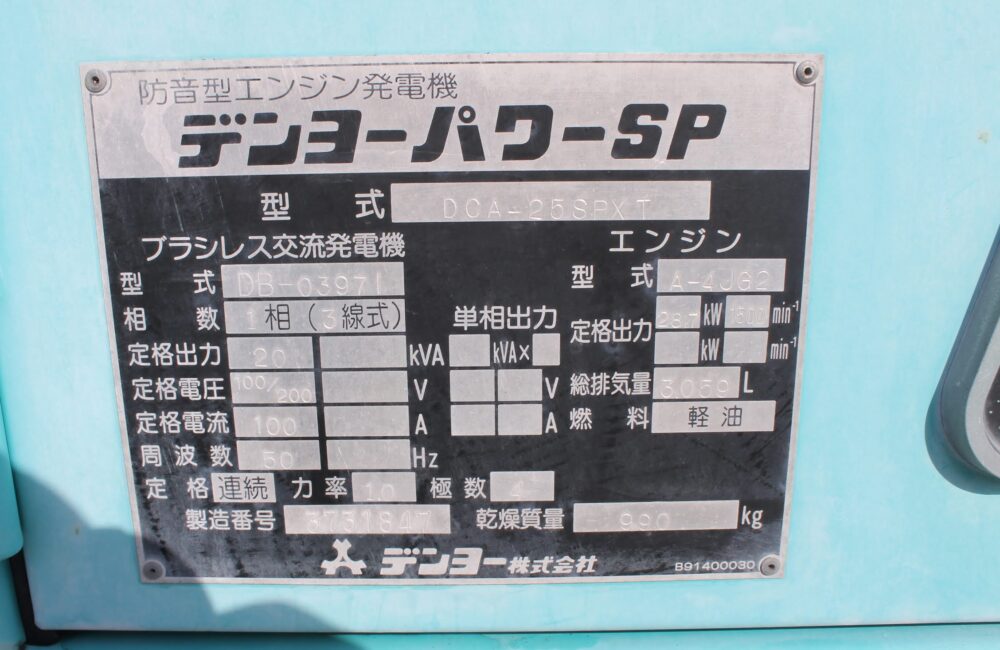 防音型エンジン発電機
デンヨーパワーSP
型式 DCA-25SPXT
ブラシレス交流発電機
型式 DB-0397I
相数 1相(3線式)
定格出力 20 kVA
定格電圧 100/200 V
定格電流 100 A
周波数 50 Hz
定格 連続 力率 1.0 極数 4
単相出力
kVA×
V
A
エンジン
型式 A-4JG2
定格出力 28.7 kW 1500 min⁻¹
kW min⁻¹
総排気量 3.059 L
燃料 軽油
製造番号 3731847
乾燥質量 990 kg
デンヨー株式会社
B91400030